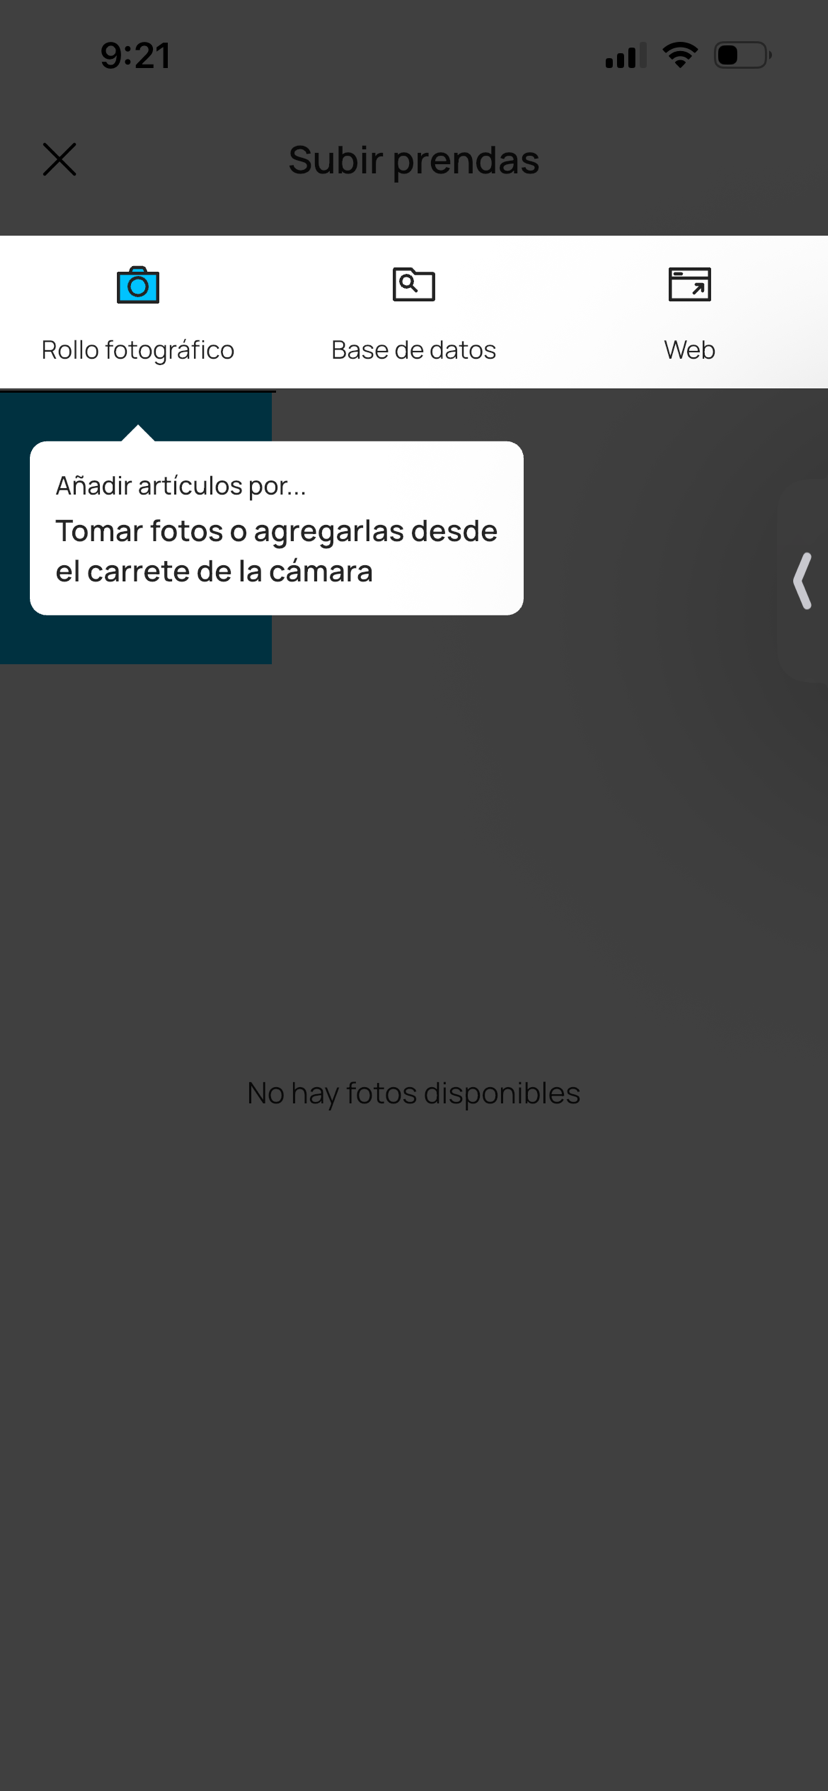 9:21
Subir prendas
Rollo fotográfico
Base de datos
Web
Añadir artículos por...
Tomar fotos o agregarlas desde
el carrete de la cámara
No hay fotos disponibles